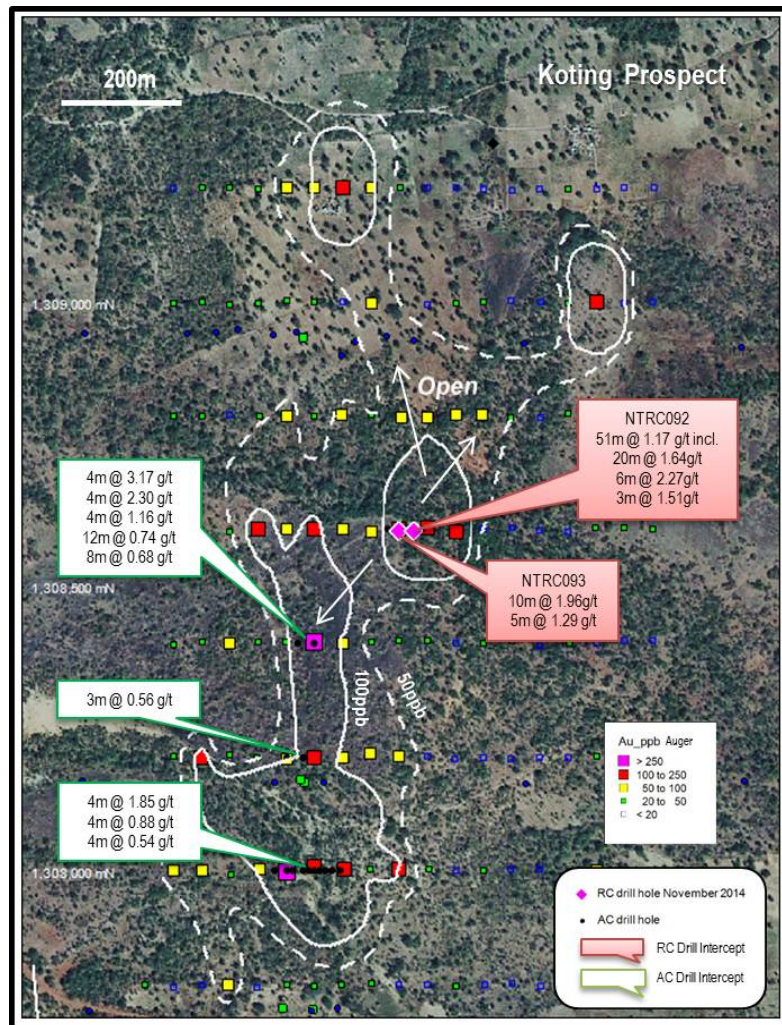 200m
Koting Prospect
1,309,000 mN
Open
NTRC092
51m @ 1.17 g/t incl.
20m @ 1.64g/t
6m @ 2.27g/t
3m @ 1.51g/t
4m @ 3.17 g/t
4m @ 2.30 g/t
4m @ 1.16 g/t
12m @ 0.74 g/t
8m @ 0.68 g/t
NTRC093
10m @ 1.96g/t
5m @ 1.29 g/t
1,308,500 mN
100ppb
50ppb
3m @ 0.56 g/t
4m @ 1.85 g/t
4m @ 0.88 g/t
4m @ 0.54 g/t
1,308,000 mN
Au_ppb Auger
> 250
100 to 250
50 to 100
20 to 50
< 20
RC drill hole November 2014
AC drill hole
RC Drill Intercept
AC Drill Intercept